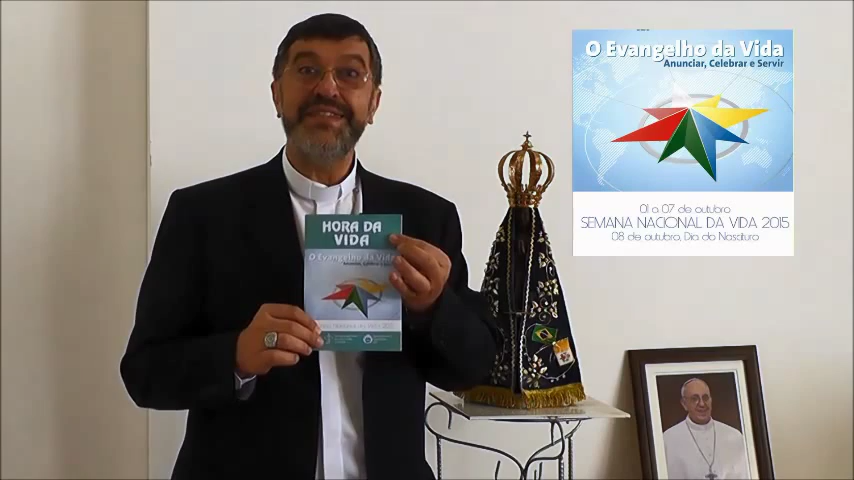 HORA DA
VIDA
O Evangelho da Vida
O Evangelho da Vida
Anunciar, Celebrar e Servir
01 a 07 de outubro
SEMANA NACIONAL DA VIDA 2015
08 de outubro, Dia do Nascituro